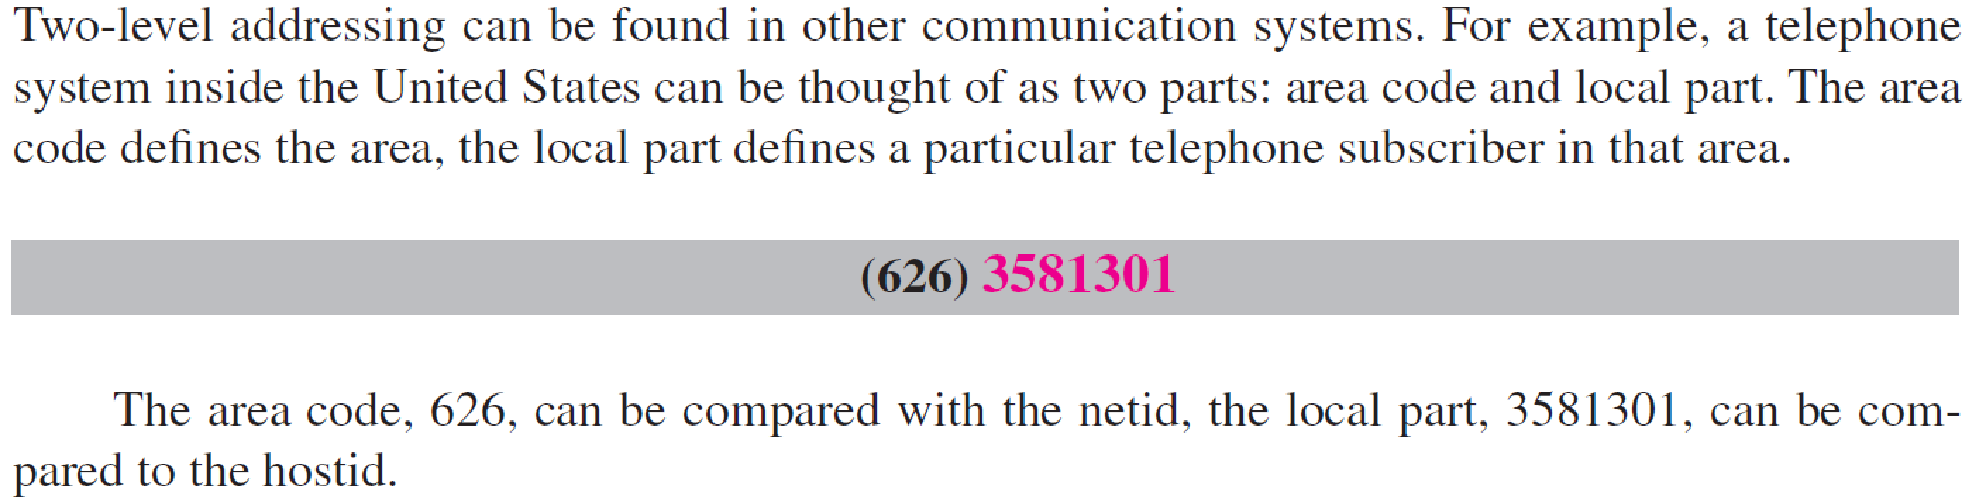 Two-level addressing can be found in other communication systems. For example, a telephone
system inside the United States can be thought of as two parts: area code and local part. The area
code defines the area, the local part defines a particular telephone subscriber in that area.
(626) 3581301
The area code, 626, can be compared with the netid, the local part, 3581301, can be com-
pared to the hostid.